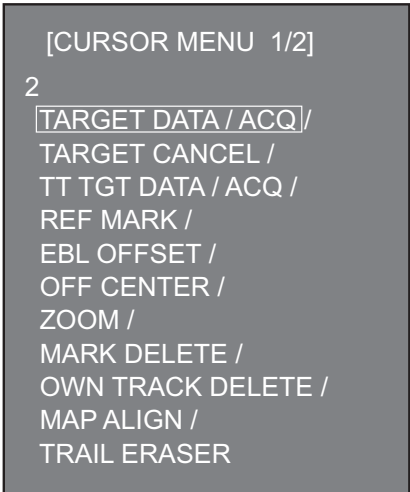 [CURSOR MENU 1/2]
2
TARGET DATA / ACQ /
TARGET CANCEL /
TT TGT DATA / ACQ /
REF MARK /
EBL OFFSET /
OFF CENTER /
ZOOM /
MARK DELETE /
OWN TRACK DELETE /
MAP ALIGN /
TRAIL ERASER